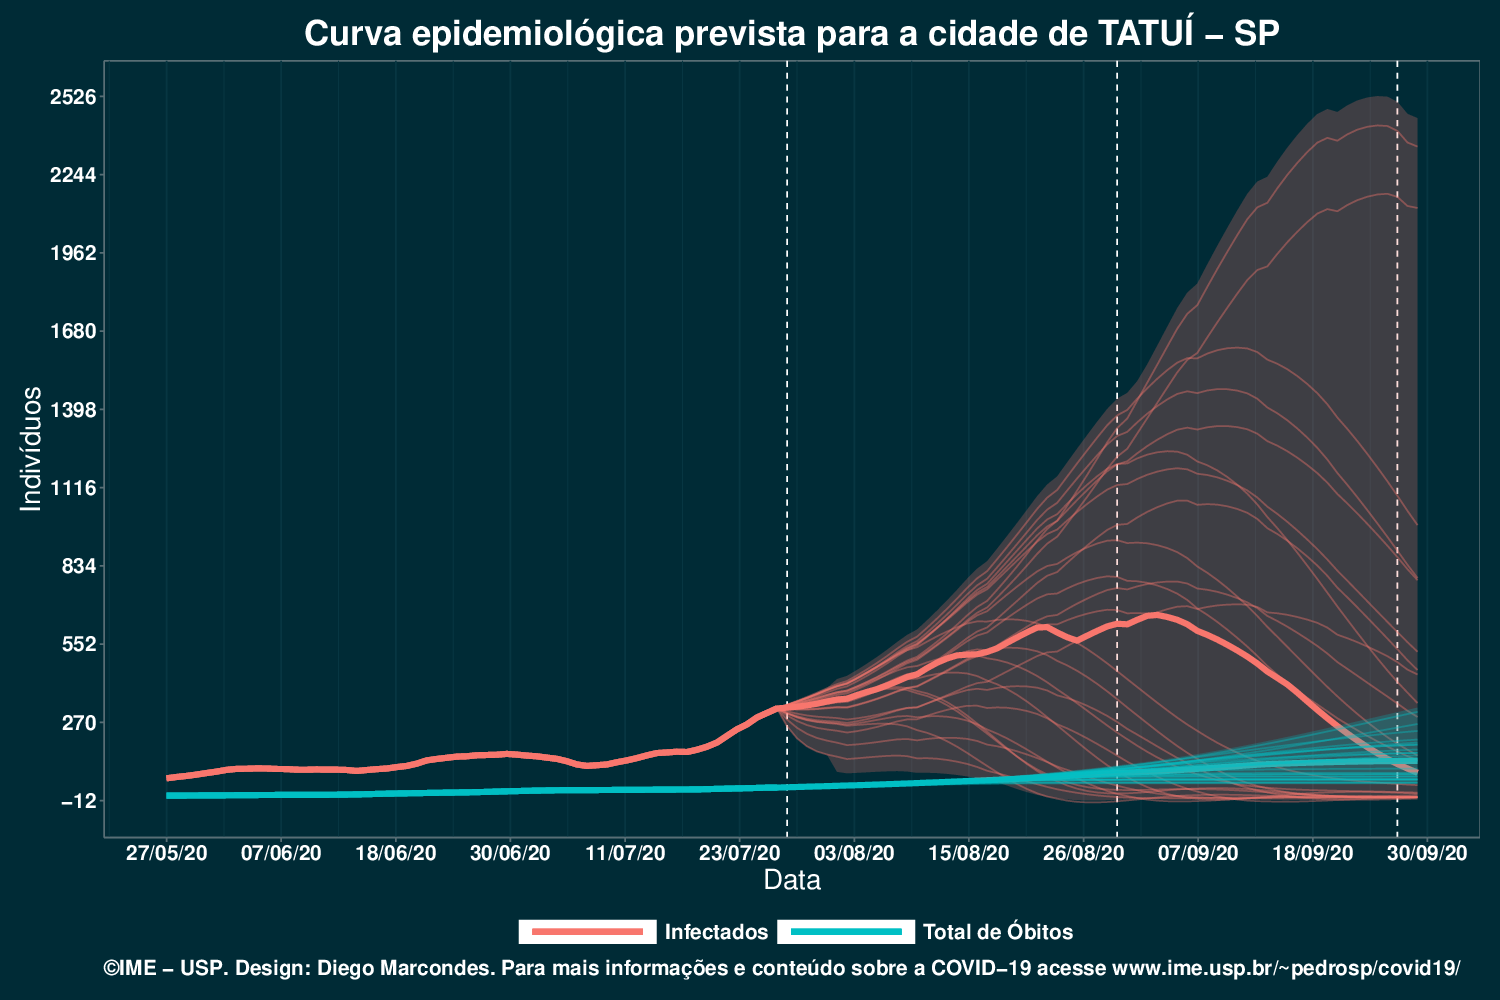 Curva epidemiológica prevista para a cidade de TATUÍ – SP
2526
2244
1962
1680
1398
1116
834
552
270
–12
Indivíduos
27/05/20 07/06/20 18/06/20 30/06/20 11/07/20 23/07/20 03/08/20 15/08/20 26/08/20 07/09/20 18/09/20 30/09/20
Data
Infectados Total de Óbitos
©IME – USP. Design: Diego Marcondes. Para mais informações e conteúdo sobre a COVID–19 acesse www.ime.usp.br/~pedrosp/covid19/